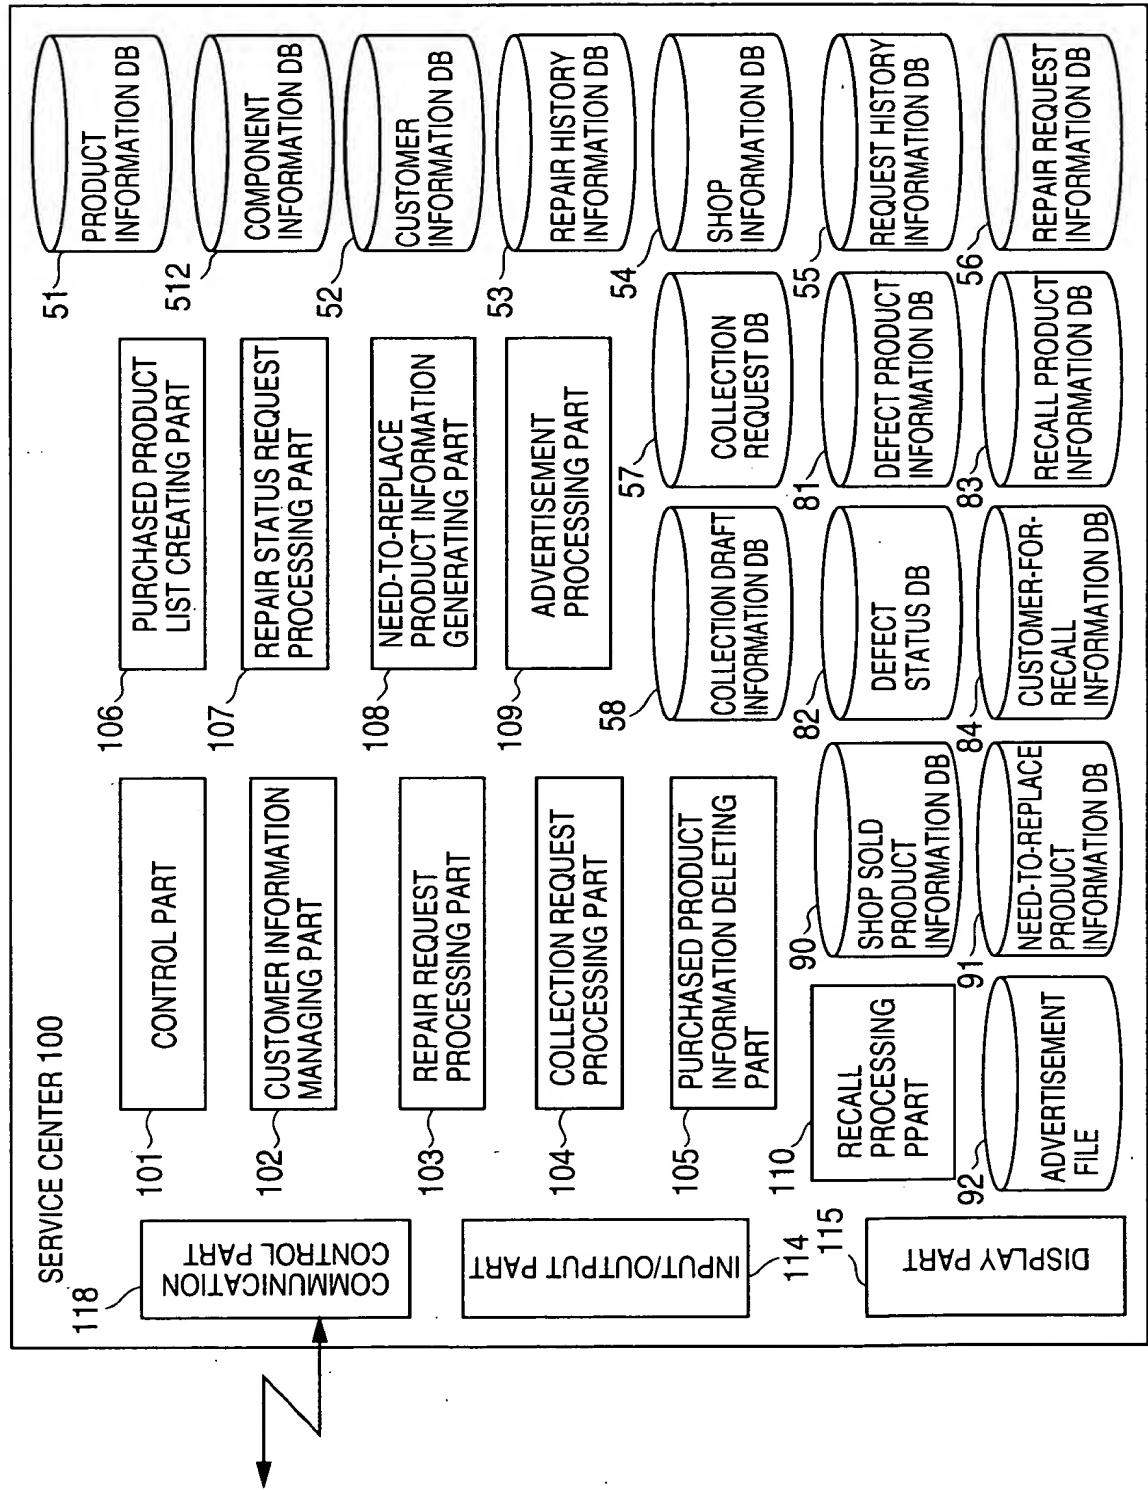 SERVICE CENTER 100
118
COMMUNICATION
CONTROL PART
INPUT/OUTPUT PART
114
115
DISPLAY PART
101
CONTROL PART
102
CUSTOMER INFORMATION
MANAGING PART
103
REPAIR REQUEST
PROCESSING PART
104
COLLECTION REQUEST
PROCESSING PART
105
PURCHASED PRODUCT
INFORMATION DELETING
PART
110
RECALL
PROCESSING
PPART
92
ADVERTISEMENT
FILE
106
PURCHASED PRODUCT
LIST CREATING PART
107
REPAIR STATUS REQUEST
PROCESSING PART
108
NEED-TO-REPLACE
PRODUCT INFORMATION
GENERATING PART
109
ADVERTISEMENT
PROCESSING PART
90
SHOP SOLD
PRODUCT
INFORMATION DB
91
NEED-TO-REPLACE
PRODUCT
INFORMATION DB
58
COLLECTION DRAFT
INFORMATION DB
82
DEFECT
STATUS DB
84
CUSTOMER-FOR-
RECALL
INFORMATION DB
57
COLLECTION
REQUEST DB
81
DEFECT PRODUCT
INFORMATION DB
83
RECALL PRODUCT
INFORMATION DB
51
PRODUCT
INFORMATION DB
512
COMPONENT
INFORMATION DB
52
CUSTOMER
INFORMATION DB
53
REPAIR HISTORY
INFORMATION DB
54
SHOP
INFORMATION DB
55
REQUEST HISTORY
INFORMATION DB
56
REPAIR REQUEST
INFORMATION DB